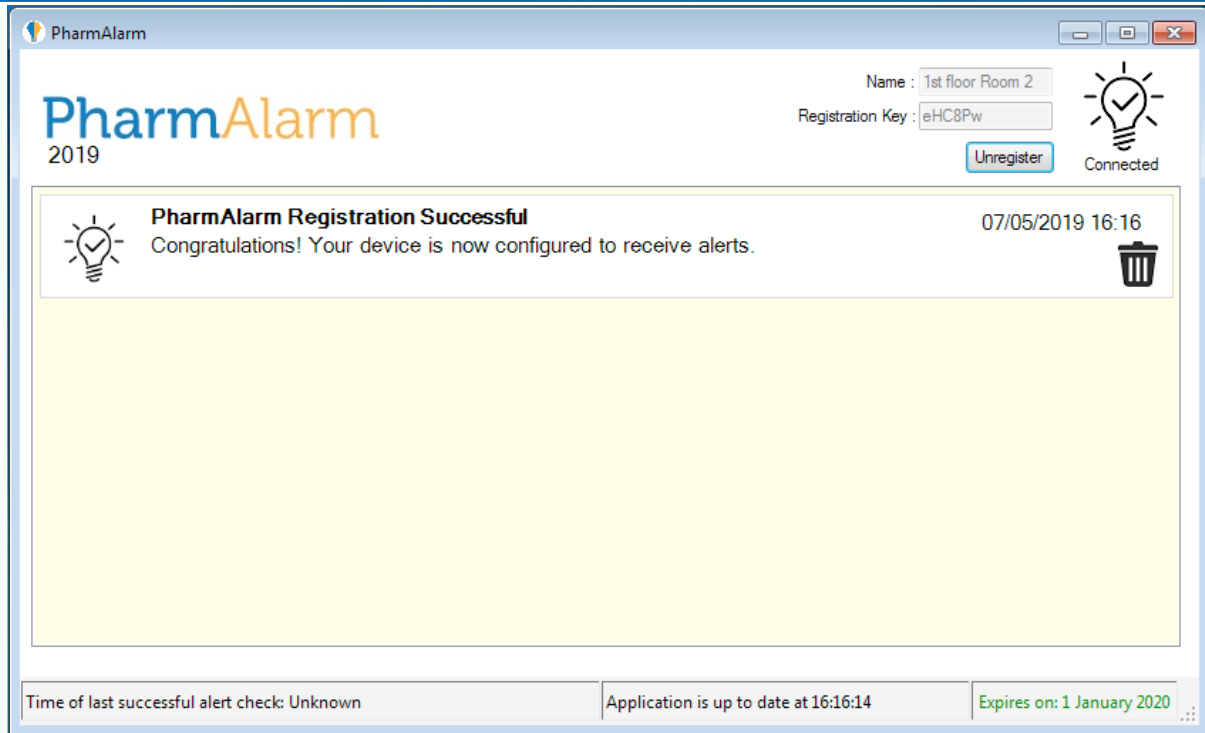 PharmAlarm
PharmAlarm
2019
Name : 1st floor Room 2
Registration Key : eHC8Pw
Unregister
Connected
PharmAlarm Registration Successful
07/05/2019 16:16
Congratulations! Your device is now configured to receive alerts.
Time of last successful alert check: Unknown
Application is up to date at 16:16:14
Expires on: 1 January 2020